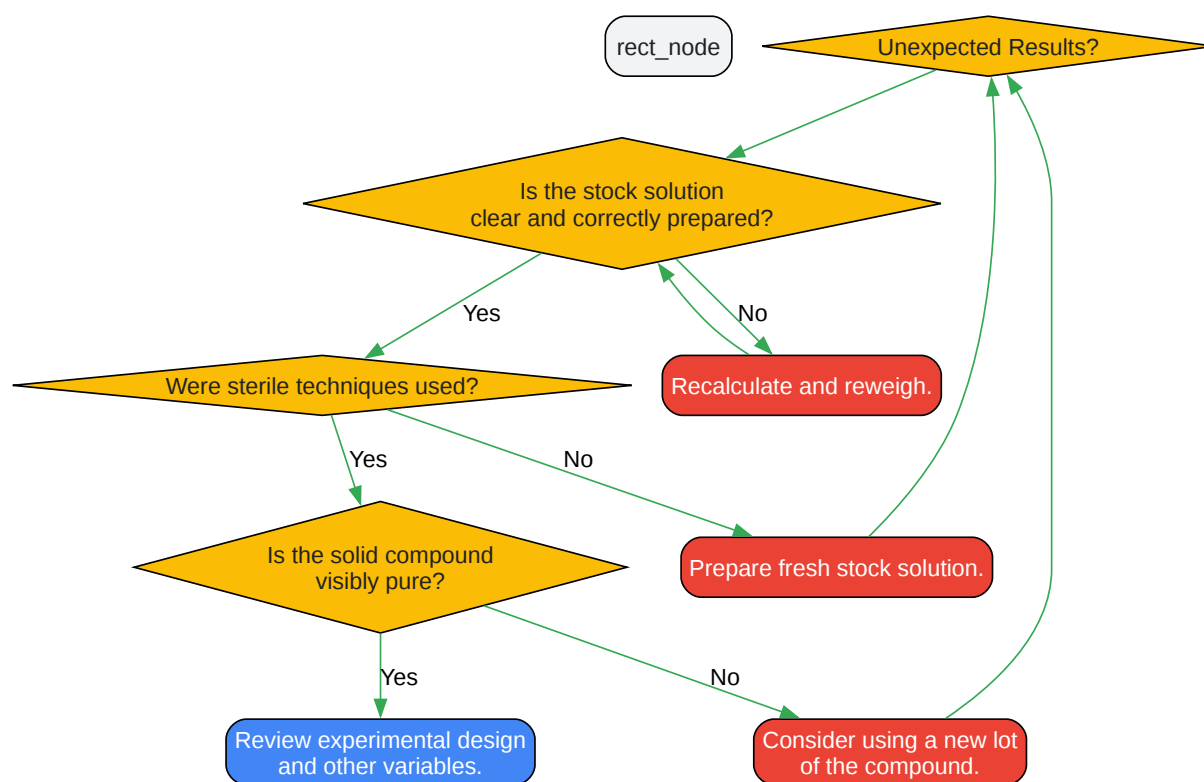 rect_node
Unexpected Results?
Is the stock solution
clear and correctly prepared?
Yes
No
Were sterile techniques used?
Recalculate and reweigh.
Yes
No
Is the solid compound
visibly pure?
Prepare fresh stock solution.
Yes
No
Review experimental design
and other variables.
Consider using a new lot
of the compound.